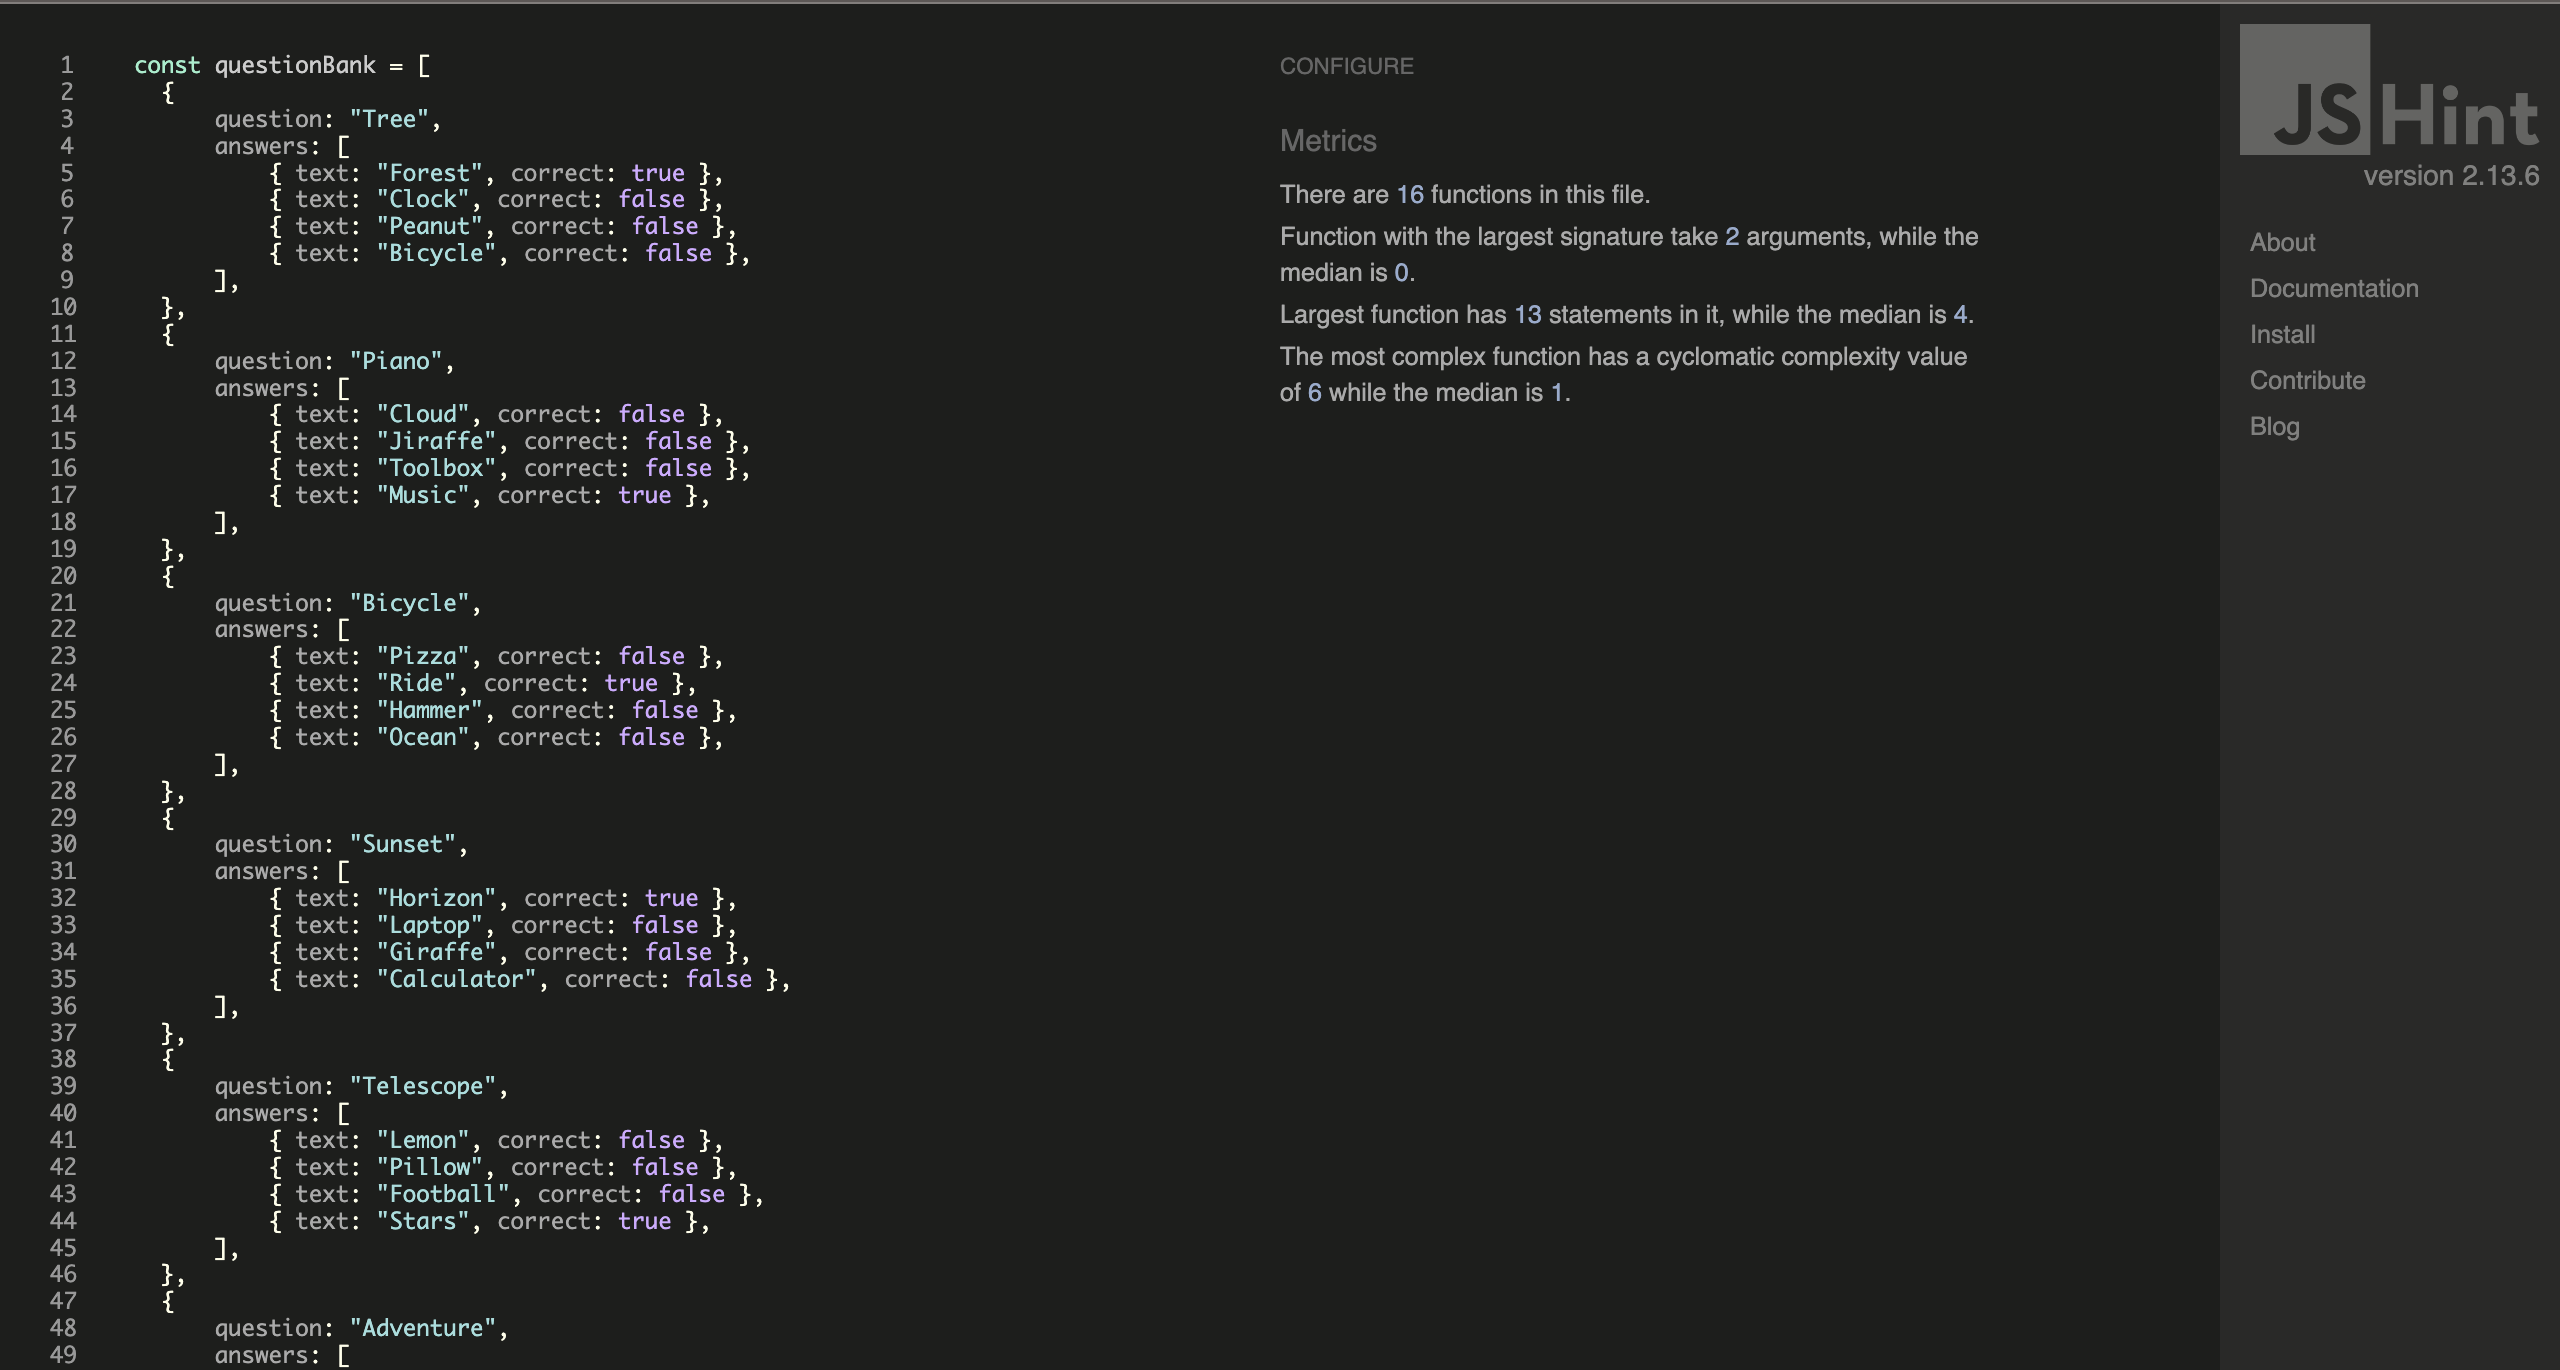 1 const questionBank = [
2 {
3 question: "Tree",
4 answers: [
5 { text: "Forest", correct: true },
6 { text: "Clock", correct: false },
7 { text: "Peanut", correct: false },
8 { text: "Bicycle", correct: false },
9 ],
10 },
11 {
12 question: "Piano",
13 answers: [
14 { text: "Cloud", correct: false },
15 { text: "Jiraffe", correct: false },
16 { text: "Toolbox", correct: false },
17 { text: "Music", correct: true },
18 ],
19 },
20 {
21 question: "Bicycle",
22 answers: [
23 { text: "Pizza", correct: false },
24 { text: "Ride", correct: true },
25 { text: "Hammer", correct: false },
26 { text: "Ocean", correct: false },
27 ],
28 },
29 {
30 question: "Sunset",
31 answers: [
32 { text: "Horizon", correct: true },
33 { text: "Laptop", correct: false },
34 { text: "Giraffe", correct: false },
35 { text: "Calculator", correct: false },
36 ],
37 },
38 {
39 question: "Telescope",
40 answers: [
41 { text: "Lemon", correct: false },
42 { text: "Pillow", correct: false },
43 { text: "Football", correct: false },
44 { text: "Stars", correct: true },
45 ],
46 },
47 {
48 question: "Adventure",
49 answers: [
CONFIGURE
Metrics
There are 16 functions in this file.
Function with the largest signature take 2 arguments, while the
median is 0.
Largest function has 13 statements in it, while the median is 4.
The most complex function has a cyclomatic complexity value
of 6 while the median is 1.
JSHint
version 2.13.6
About
Documentation
Install
Contribute
Blog